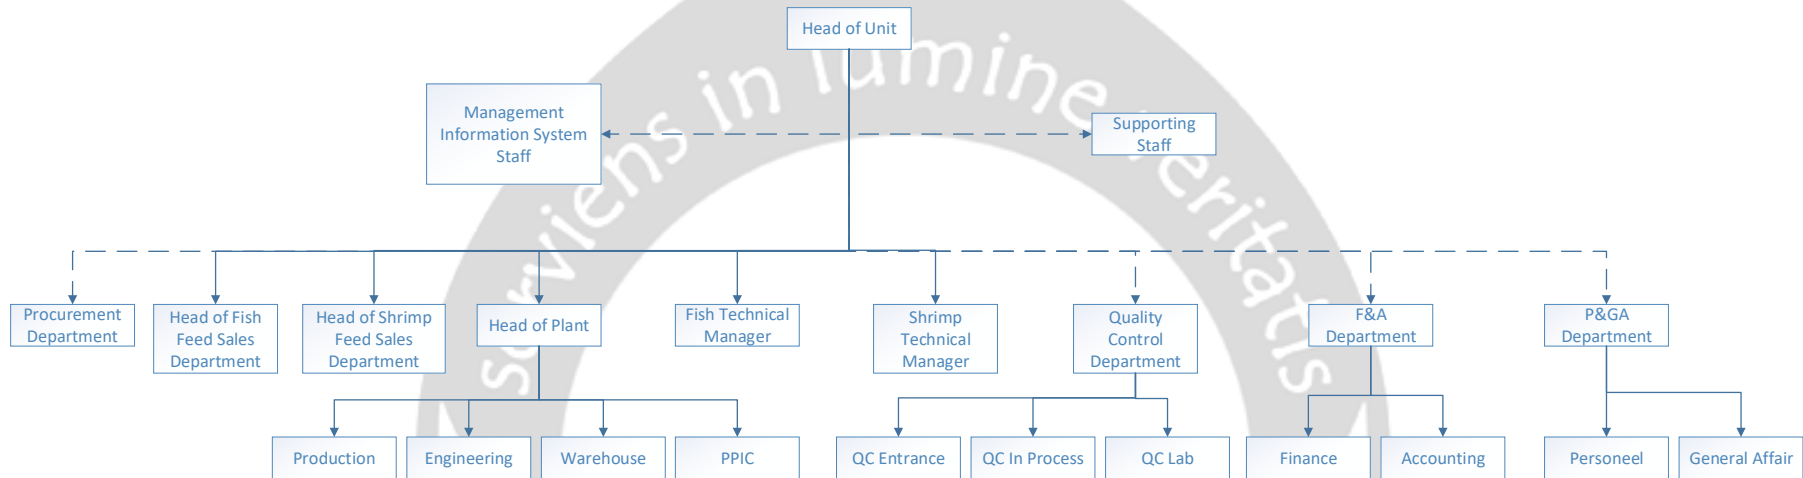 Head of Unit
Management
Information System
Staff
Supporting
Staff
serviens in lumine veritatis
Procurement
Department
Head of Fish
Feed Sales
Department
Head of Shrimp
Feed Sales
Department
Head of Plant
Fish Technical
Manager
Shrimp
Technical
Manager
Quality
Control
Department
F&A
Department
P&GA
Department
Production
Engineering
Warehouse
PPIC
QC Entrance
QC In Process
QC Lab
Finance
Accounting
Personeel
General Affair